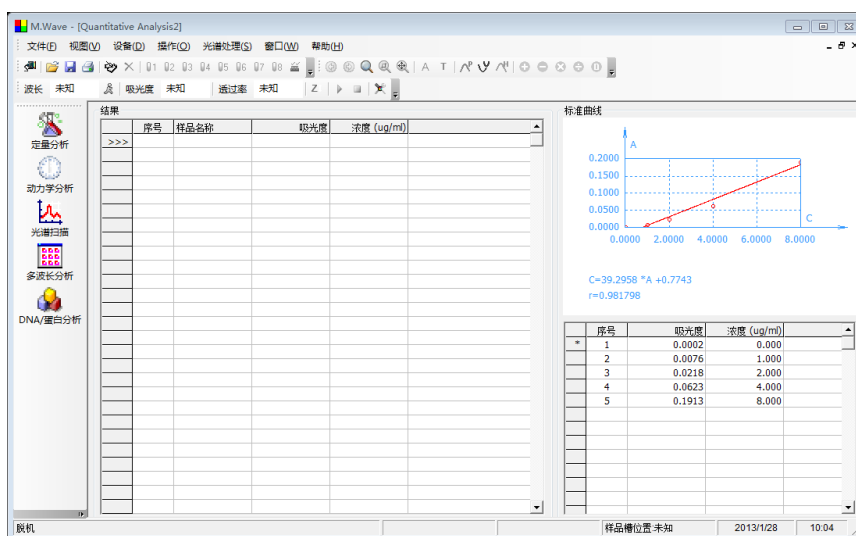 M.Wave - [Quantitative Analysis2]
文件(F) 视图(V) 设备(D) 操作(O) 光谱处理(S) 窗口(W) 帮助(H)
波长 未知 吸光度 未知 透过率 未知 Z
定量分析
动力学分析
光谱扫描
多波长分析
DNA/蛋白分析
结果
序号 样品名称 吸光度 浓度 (ug/ml)
>>>
标准曲线
A
0.2000
0.1500
0.1000
0.0500
0.0000
C
0.0000 2.0000 4.0000 6.0000 8.0000
C=39.2958 *A +0.7743
r=0.981798
序号 吸光度 浓度 (ug/ml)
* 1 0.0002 0.000
2 0.0076 1.000
3 0.0218 2.000
4 0.0623 4.000
5 0.1913 8.000
脱机 样品槽位置:未知 2013/1/28 10:04